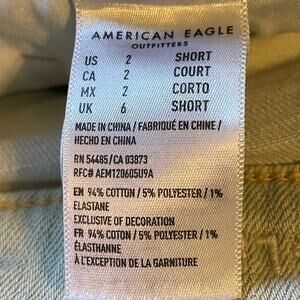 AMERICAN EAGLE
OUTFITTERS
US 2 SHORT
CA 2 COURT
MX 2 CORTO
UK 6 SHORT
MADE IN CHINA / FABRIQUÉ EN CHINE /
HECHO EN CHINA
RN 54485/CA 03873
RFC# AEM120605U9A
EN 94% COTTON / 5% POLYESTER / 1%
ELASTANE
EXCLUSIVE OF DECORATION
FR 94% COTON / 5% POLYESTER / 1%
ÉLASTHANNE
À L'EXCEPTION DE LA GARNITURE